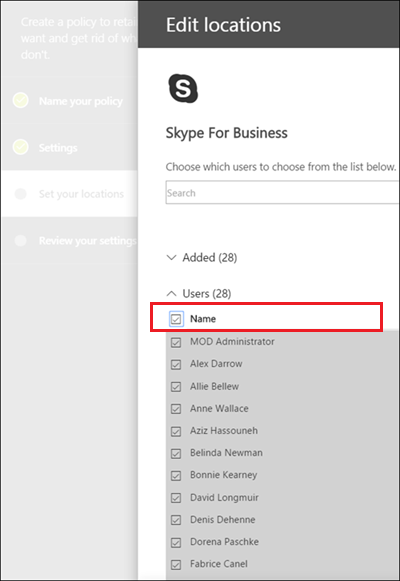 Create a policy to retai
want and get rid of wh
don't.
Name your policy
Settings
Set your locations
Review your settings
Edit locations
Skype For Business
Choose which users to choose from the list below.
Search
Added (28)
Users (28)
Name
MOD Administrator
Alex Darrow
Allie Bellew
Anne Wallace
Aziz Hassouneh
Belinda Newman
Bonnie Kearney
David Longmuir
Denis Dehenne
Dorena Paschke
Fabrice Canel